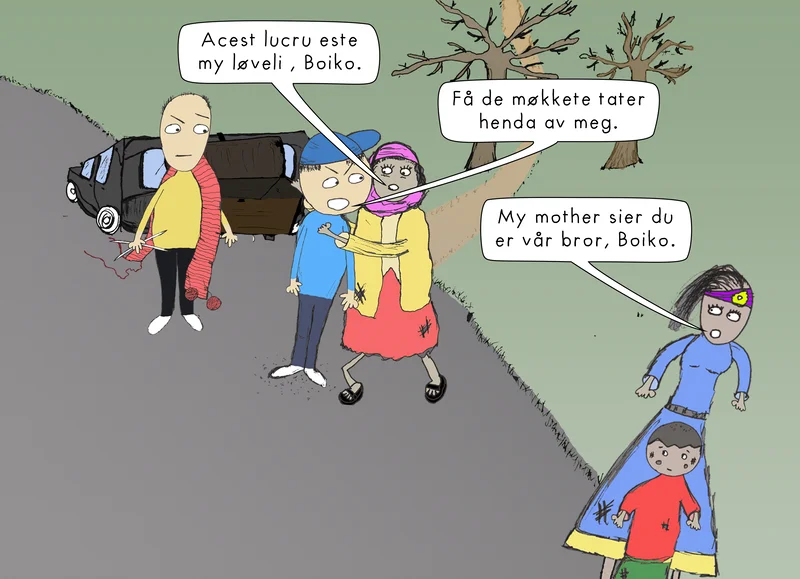 Acest lucru este
my løveli , Boiko.
Få de møkkete tater
henda av meg.
My mother sier du
er vår bror, Boiko.